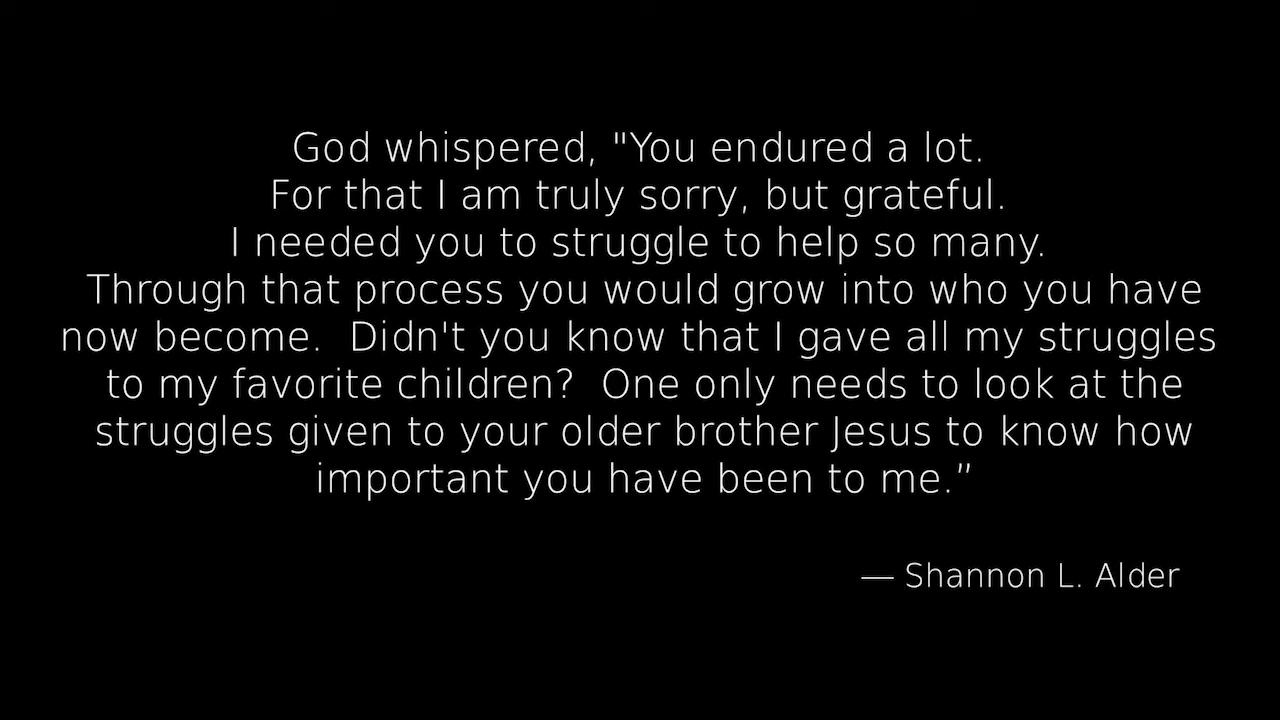 God whispered, "You endured a lot.
For that I am truly sorry, but grateful.
I needed you to struggle to help so many.
Through that process you would grow into who you have
now become.  Didn't you know that I gave all my struggles
to my favorite children?  One only needs to look at the
struggles given to your older brother Jesus to know how
important you have been to me.”
— Shannon L. Alder